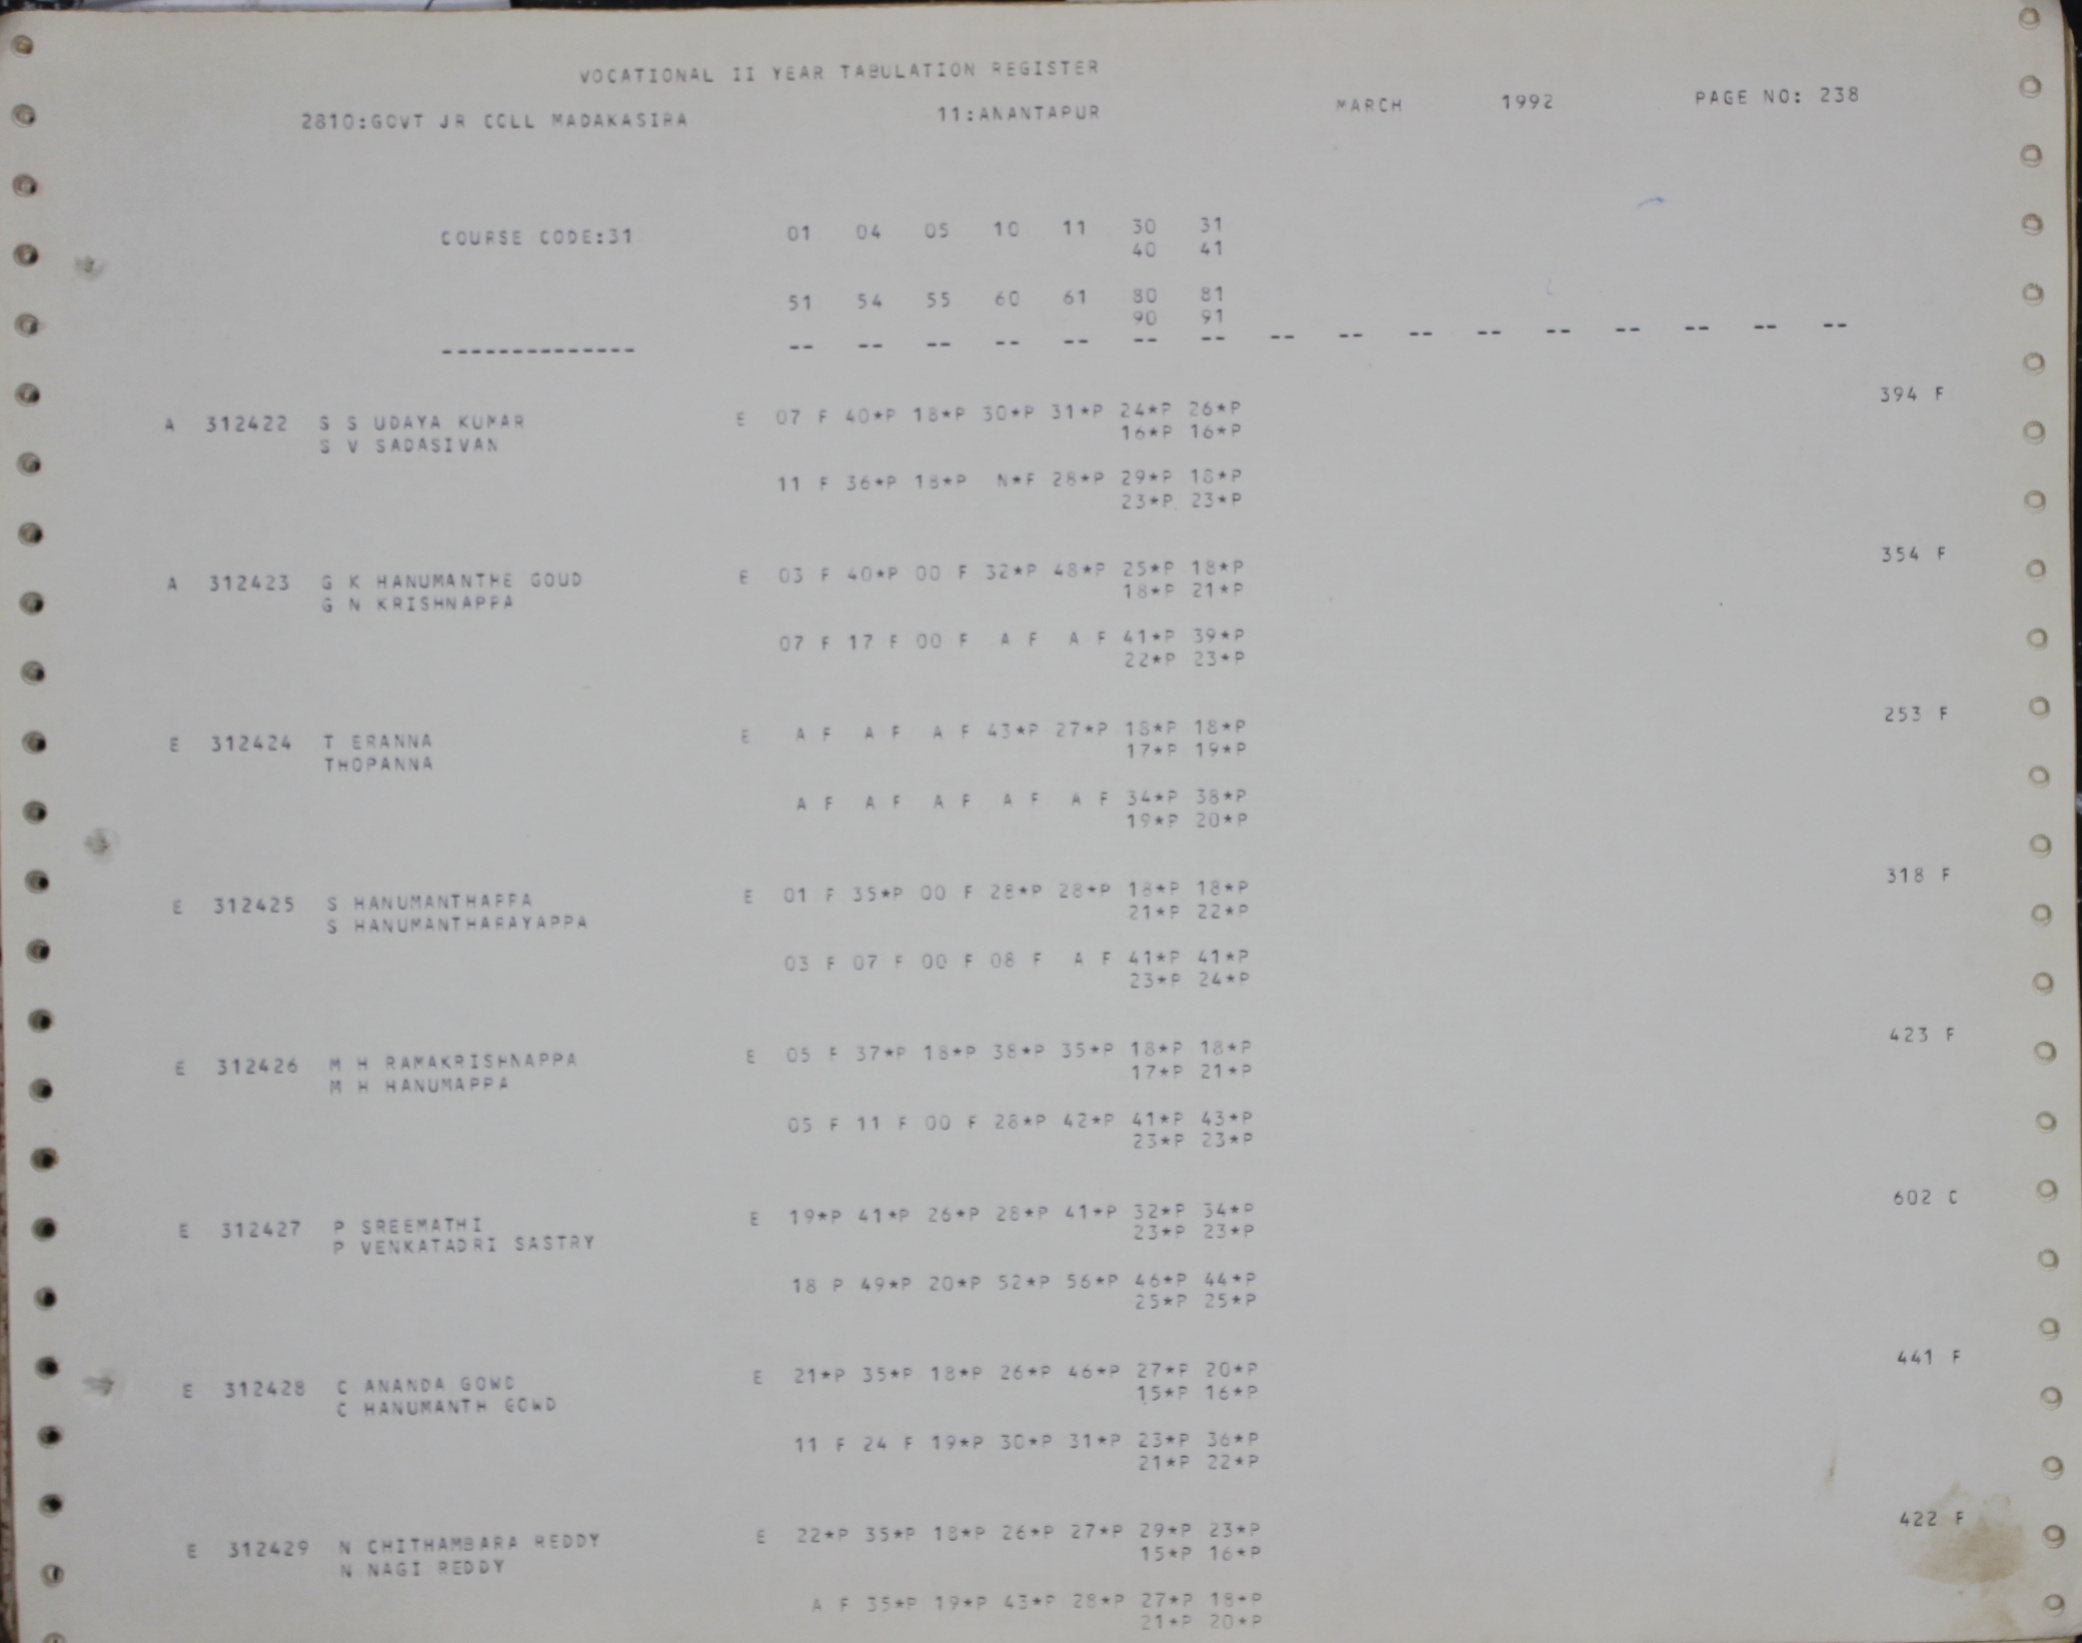 VOCATIONAL II YEAR TABULATION REGISTER
2810:GOVT JR COLL MADAKASIRA 11:ANANTAPUR MARCH 1992 PAGE NO: 238
COURSE CODE:31 01 04 05 10 11 30 31
40 41
51 54 55 60 61 80 81
90 91
-------------- -- -- -- -- -- -- -- -- -- -- -- -- -- -- -- --
A 312422 S S UDAYA KUMAR E 07 F 40*P 18*P 30*P 31*P 24*P 26*P 394 F
S V SADASIVAN 16*P 16*P
11 F 36*P 18*P N*F 28*P 29*P 18*P
23*P 23*P
A 312423 G K HANUMANTHE GOUD E 03 F 40*P 00 F 32*P 48*P 25*P 18*P 354 F
G N KRISHNAPPA 18*P 21*P
07 F 17 F 00 F A F A F 41*P 39*P
22*P 23*P
E 312424 T ERANNA E A F A F A F 43*P 27*P 18*P 18*P 253 F
THOPANNA 17*P 19*P
A F A F A F A F A F 34*P 38*P
19*P 20*P
E 312425 S HANUMANTHAPPA E 01 F 35*P 00 F 28*P 28*P 18*P 18*P 318 F
S HANUMANTHARAYAPPA 21*P 22*P
03 F 07 F 00 F 08 F A F 41*P 41*P
23*P 24*P
E 312426 M H RAMAKRISHNAPPA E 05 F 37*P 18*P 38*P 35*P 18*P 18*P 423 F
M H HANUMAPPA 17*P 21*P
05 F 11 F 00 F 28*P 42*P 41*P 43*P
23*P 23*P
E 312427 P SREEMATHI E 19*P 41*P 26*P 28*P 41*P 32*P 34*P 602 C
P VENKATADRI SASTRY 23*P 23*P
18 P 49*P 20*P 52*P 56*P 46*P 44*P
25*P 25*P
E 312428 C ANANDA GOWD E 21*P 35*P 18*P 26*P 46*P 27*P 20*P 441 F
C HANUMANTH GOWD 15*P 16*P
11 F 24 F 19*P 30*P 31*P 23*P 36*P
21*P 22*P
E 312429 N CHITHAMBARA REDDY E 22*P 35*P 18*P 26*P 27*P 29*P 23*P 422 F
N NAGI REDDY 15*P 16*P
A F 35*P 19*P 43*P 28*P 27*P 18*P
21*P 20*P